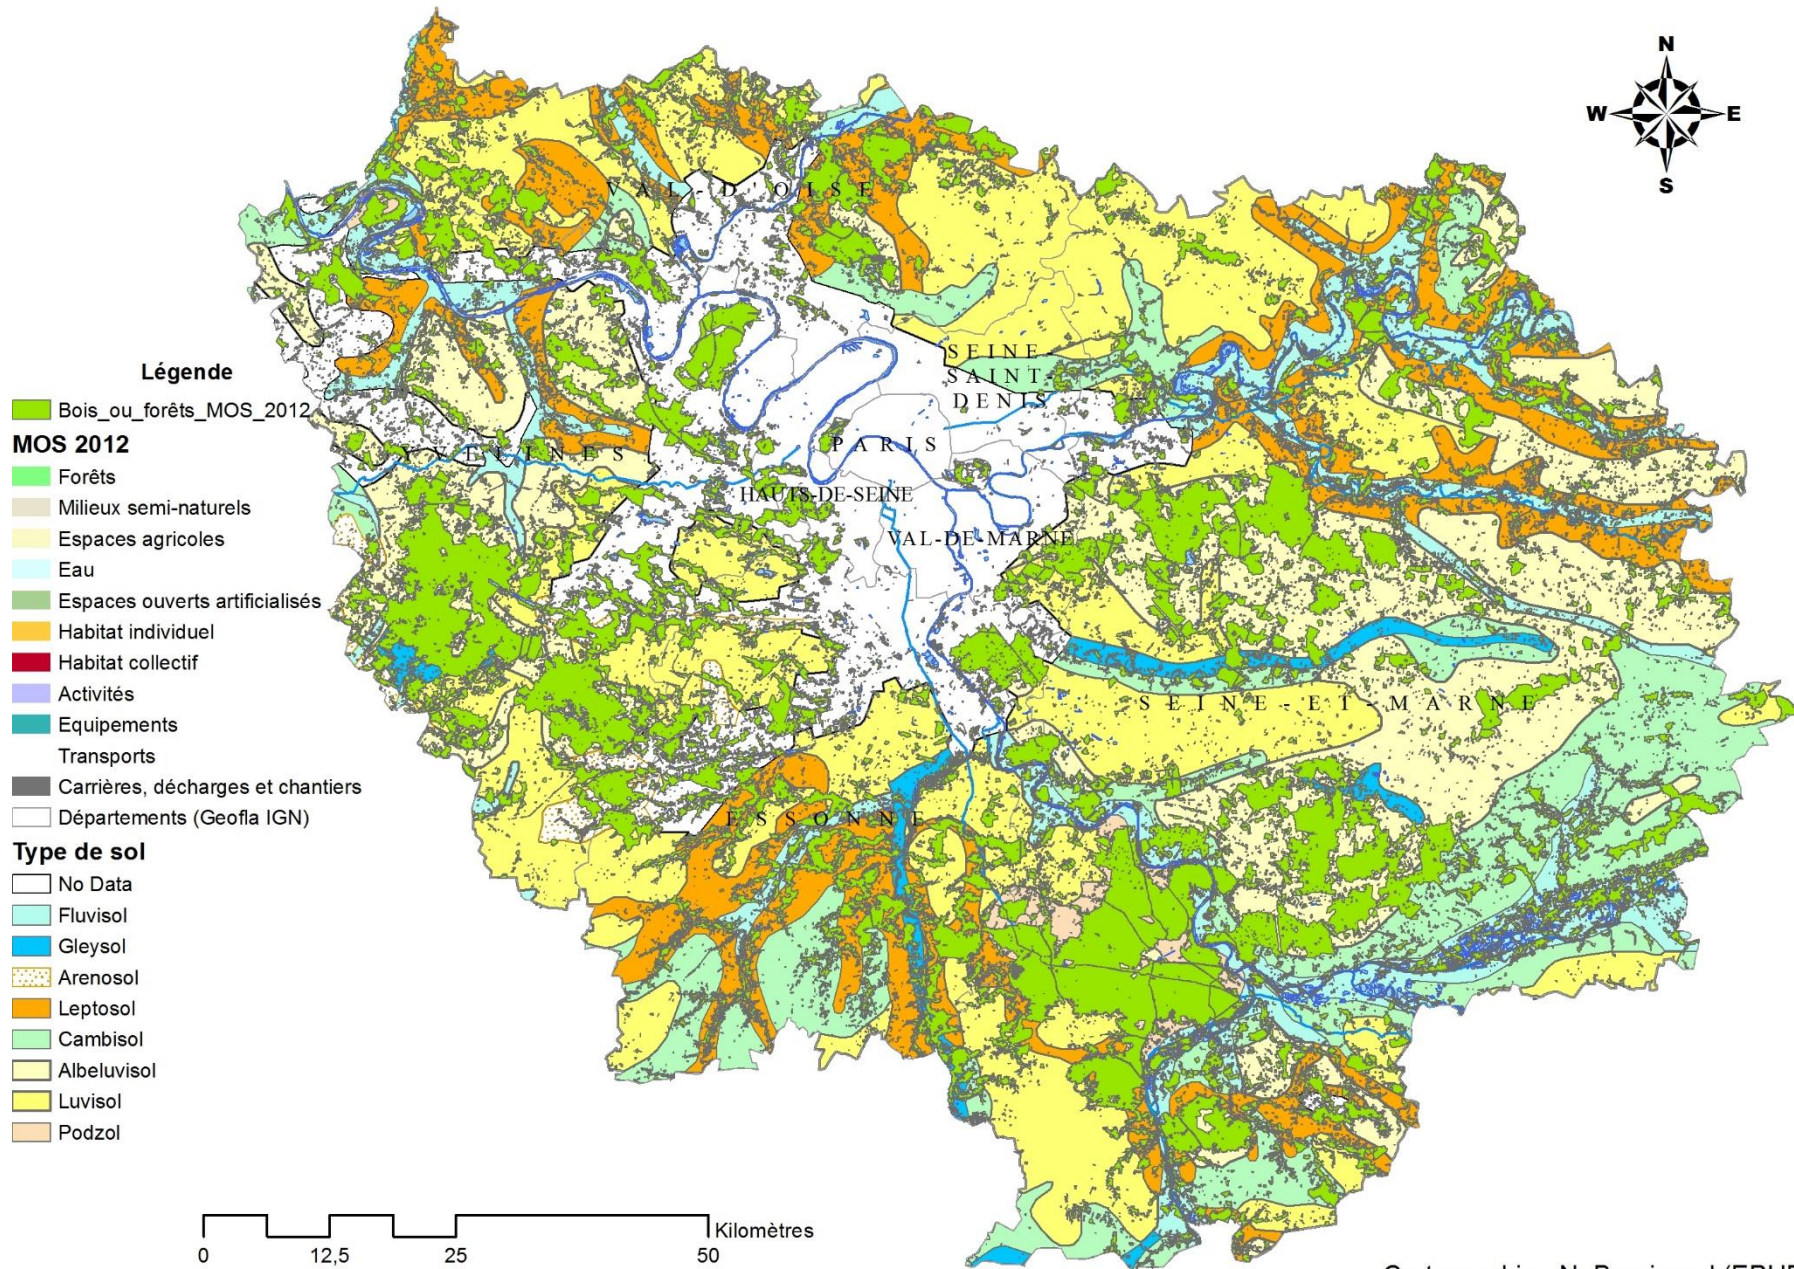 N
W E
S
VAL-D'OISE
SEINE
SAINT-
DENIS
PARIS
YVELINES
HAUTS-DE-SEINE
VAL-DE-MARNE
SEINE-ET-MARNE
ESSONNE
Légende
Bois_ou_forêts_MOS_2012
MOS 2012
Forêts
Milieux semi-naturels
Espaces agricoles
Eau
Espaces ouverts artificialisés
Habitat individuel
Habitat collectif
Activités
Equipements
Transports
Carrières, décharges et chantiers
Départements (Geofla IGN)
Type de sol
No Data
Fluvisol
Gleysol
Arenosol
Leptosol
Cambisol
Albeluvisol
Luvisol
Podzol
Kilomètres
0 12,5 25 50